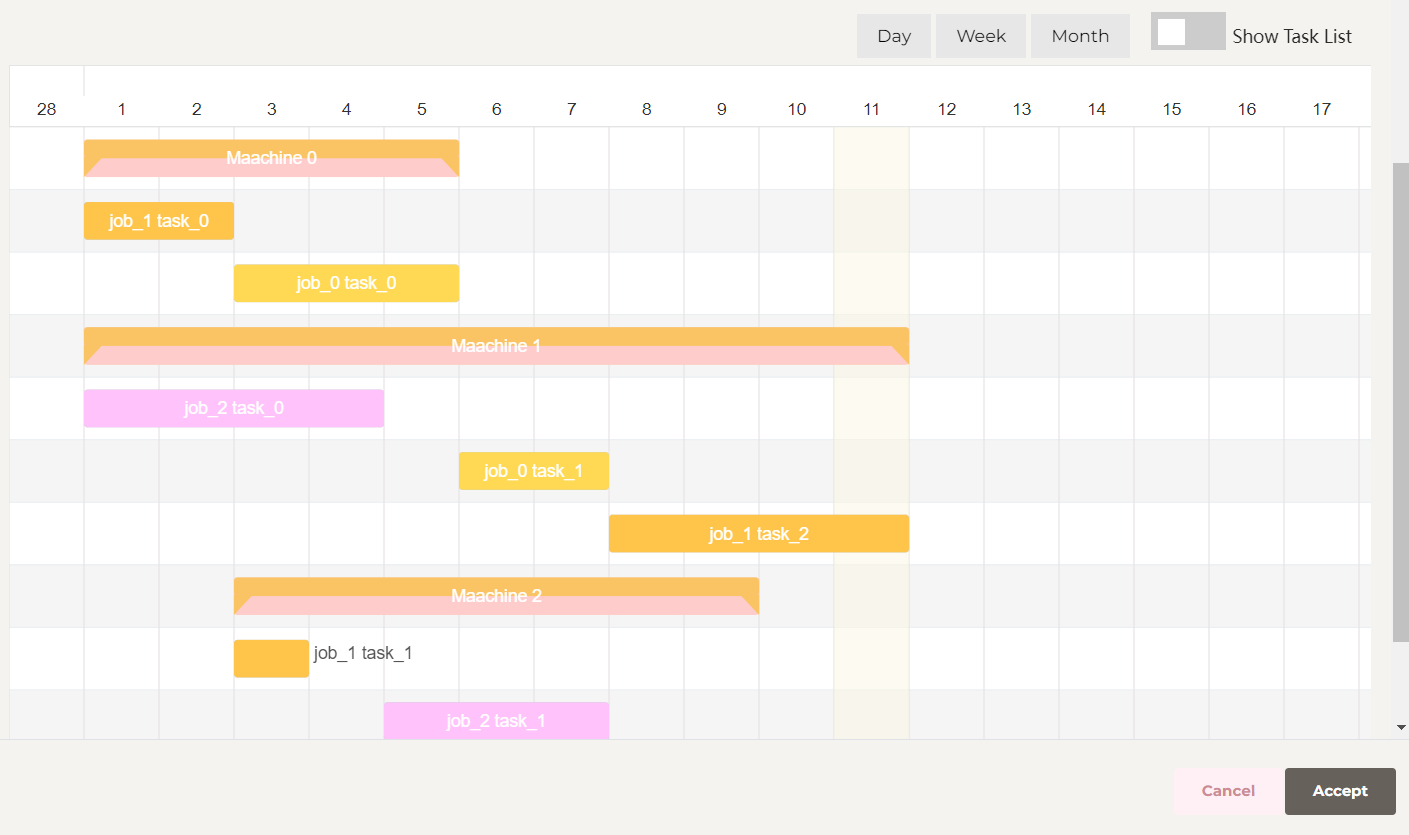 Day Week Month Show Task List
28 1 2 3 4 5 6 7 8 9 10 11 12 13 14 15 16 17
Maachine 0
job_1 task_0
job_0 task_0
Maachine 1
job_2 task_0
job_0 task_1
job_1 task_2
Maachine 2
job_1 task_1
job_2 task_1
Cancel Accept